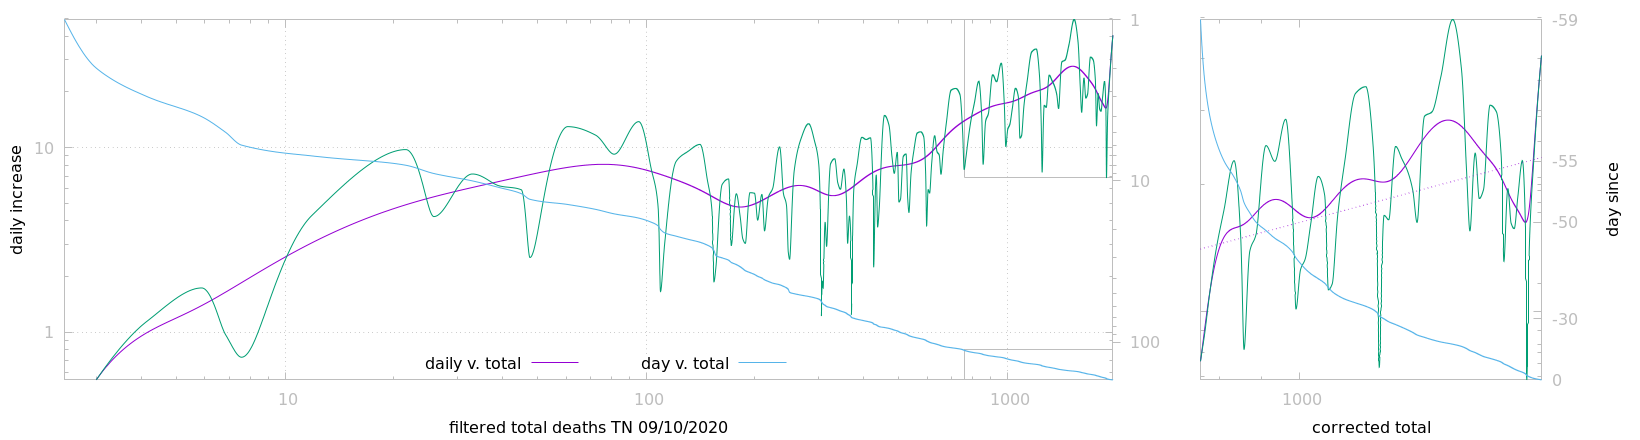 daily increase
10
1
1
10
100
daily v. total
day v. total
10
100
1000
filtered total deaths TN 09/10/2020
-59
-55
-50
-30
0
day since
1000
corrected total